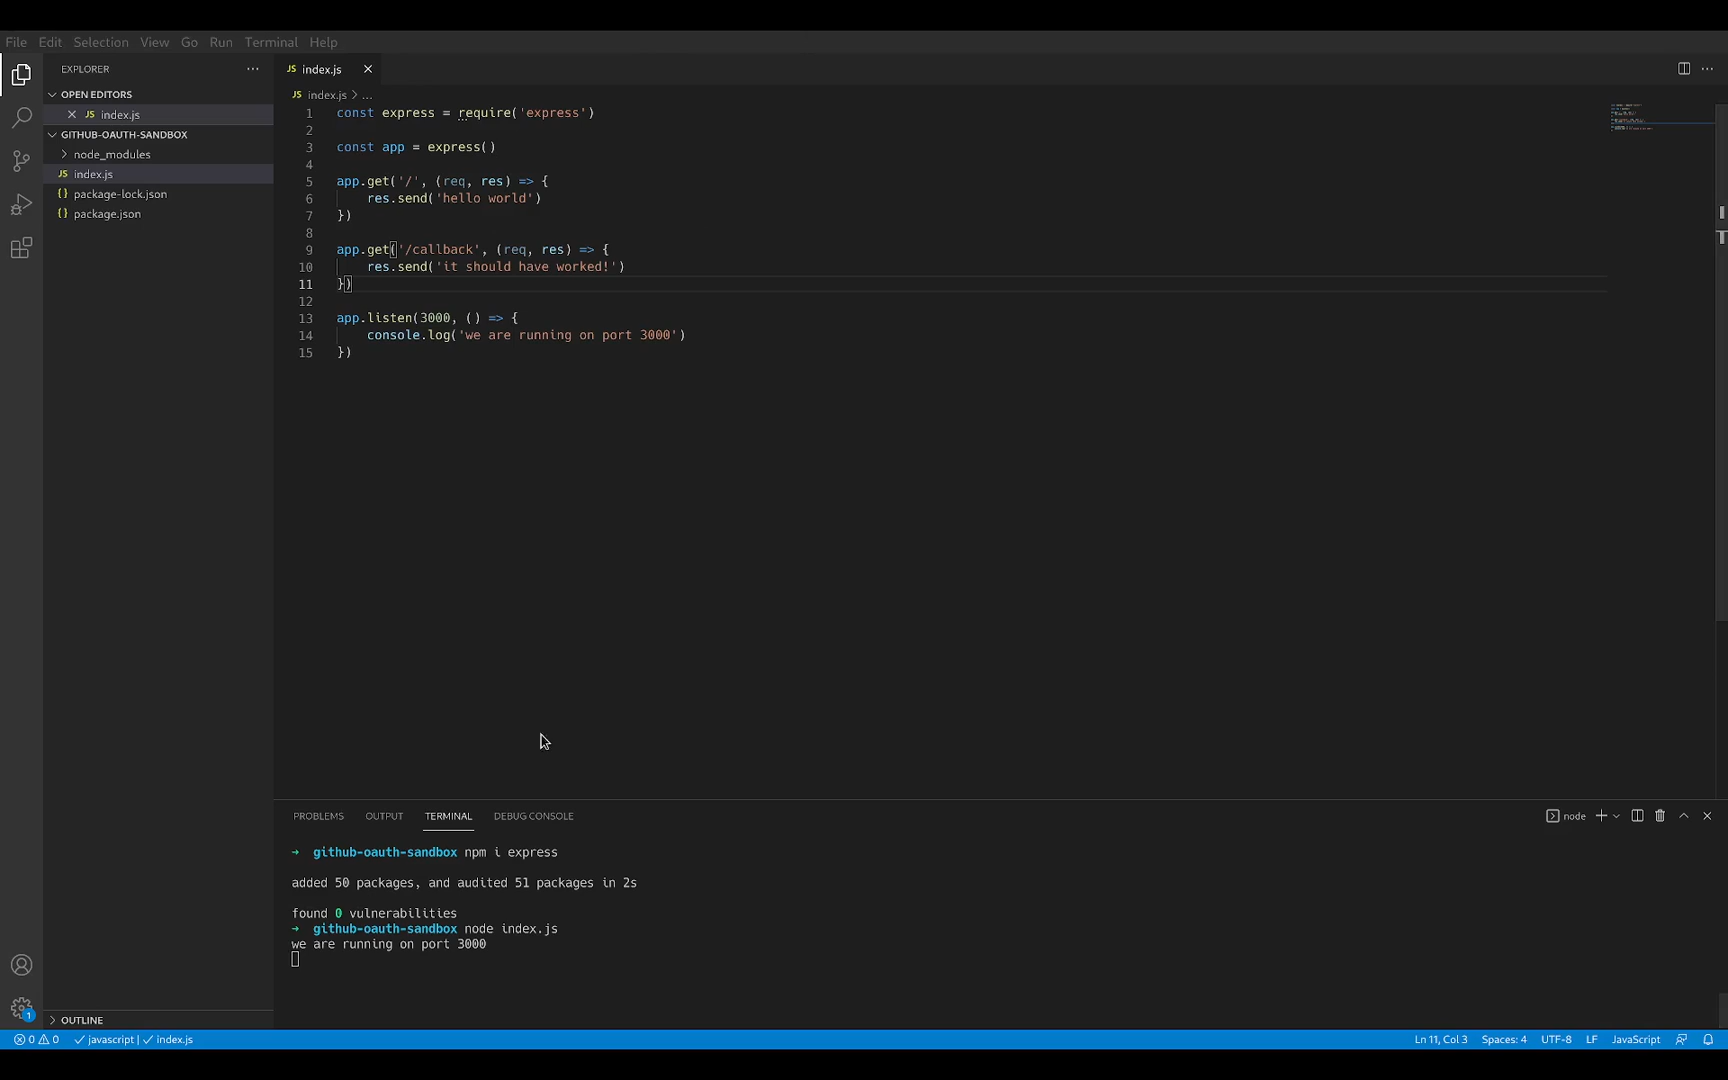 File Edit Selection View Go Run Terminal Help
EXPLORER ...
JS index.js
OPEN EDITORS
JS index.js
GITHUB-OAUTH-SANDBOX
node_modules
JS index.js
{} package-lock.json
{} package.json
JS index.js > ...
1 const express = require('express')
2
3 const app = express()
4
5 app.get('/', (req, res) => {
6 res.send('hello world')
7 })
8
9 app.get('/callback', (req, res) => {
10 res.send('it should have worked!')
11 })
12
13 app.listen(3000, () => {
14 console.log('we are running on port 3000')
15 })
PROBLEMS OUTPUT TERMINAL DEBUG CONSOLE
node
→ github-oauth-sandbox npm i express
added 50 packages, and audited 51 packages in 2s
found 0 vulnerabilities
→ github-oauth-sandbox node index.js
we are running on port 3000
1
OUTLINE
0 0 ✓ javascript | ✓ index.js
Ln 11, Col 3 Spaces: 4 UTF-8 LF JavaScript